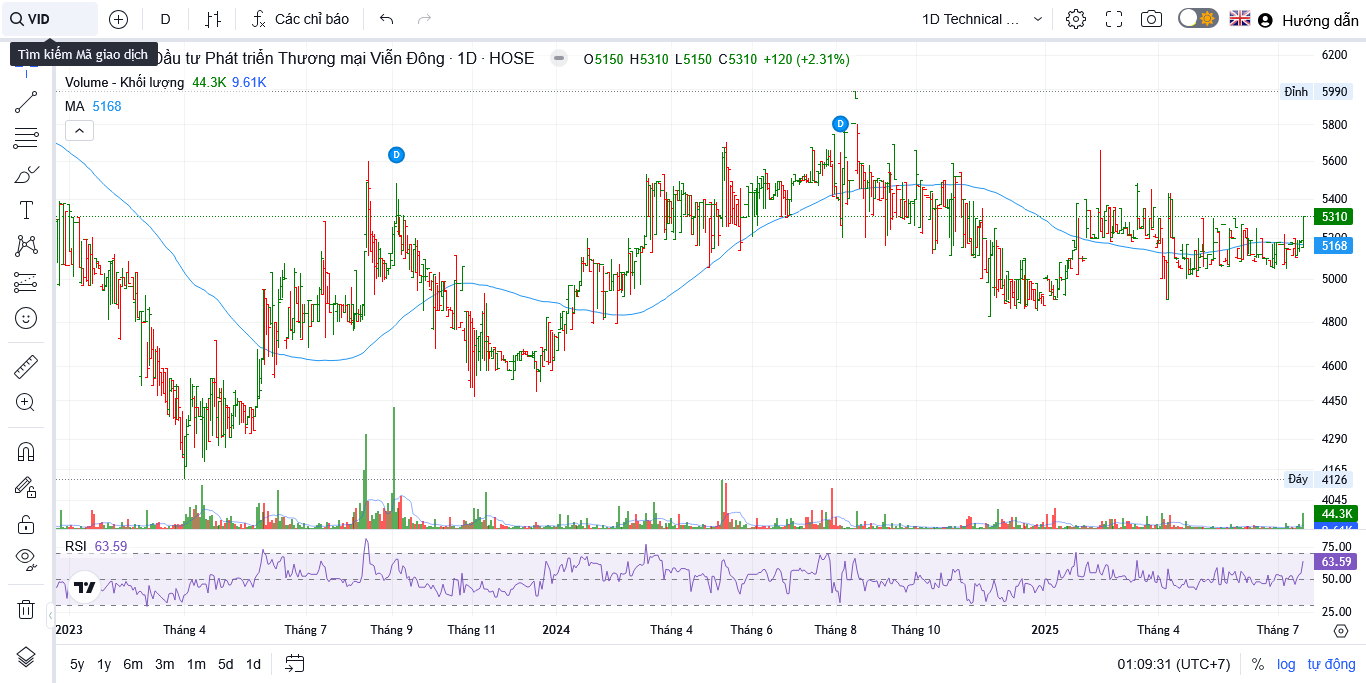 VID
D
Các chỉ báo
1D Technical ...
Hướng dẫn
Tìm kiếm Mã giao dịch
Đầu tư Phát triển Thương mại Viễn Đông · 1D · HOSE
O5150 H5310 L5150 C5310 +120 (+2.31%)
Volume - Khối lượng 44.3K 9.61K
MA 5168
D
D
6200
Đỉnh 5990
5800
5600
5400
5310
5200
5168
5000
4800
4600
4450
4290
4165
Đáy 4126
4045
44.3K
9.61K
RSI 63.59
75.00
63.59
50.00
25.00
2023 Tháng 4 Tháng 7 Tháng 9 Tháng 11 2024 Tháng 4 Tháng 6 Tháng 8 Tháng 10 2025 Tháng 4 Tháng 7
5y 1y 6m 3m 1m 5d 1d
01:09:31 (UTC+7) % log tự động